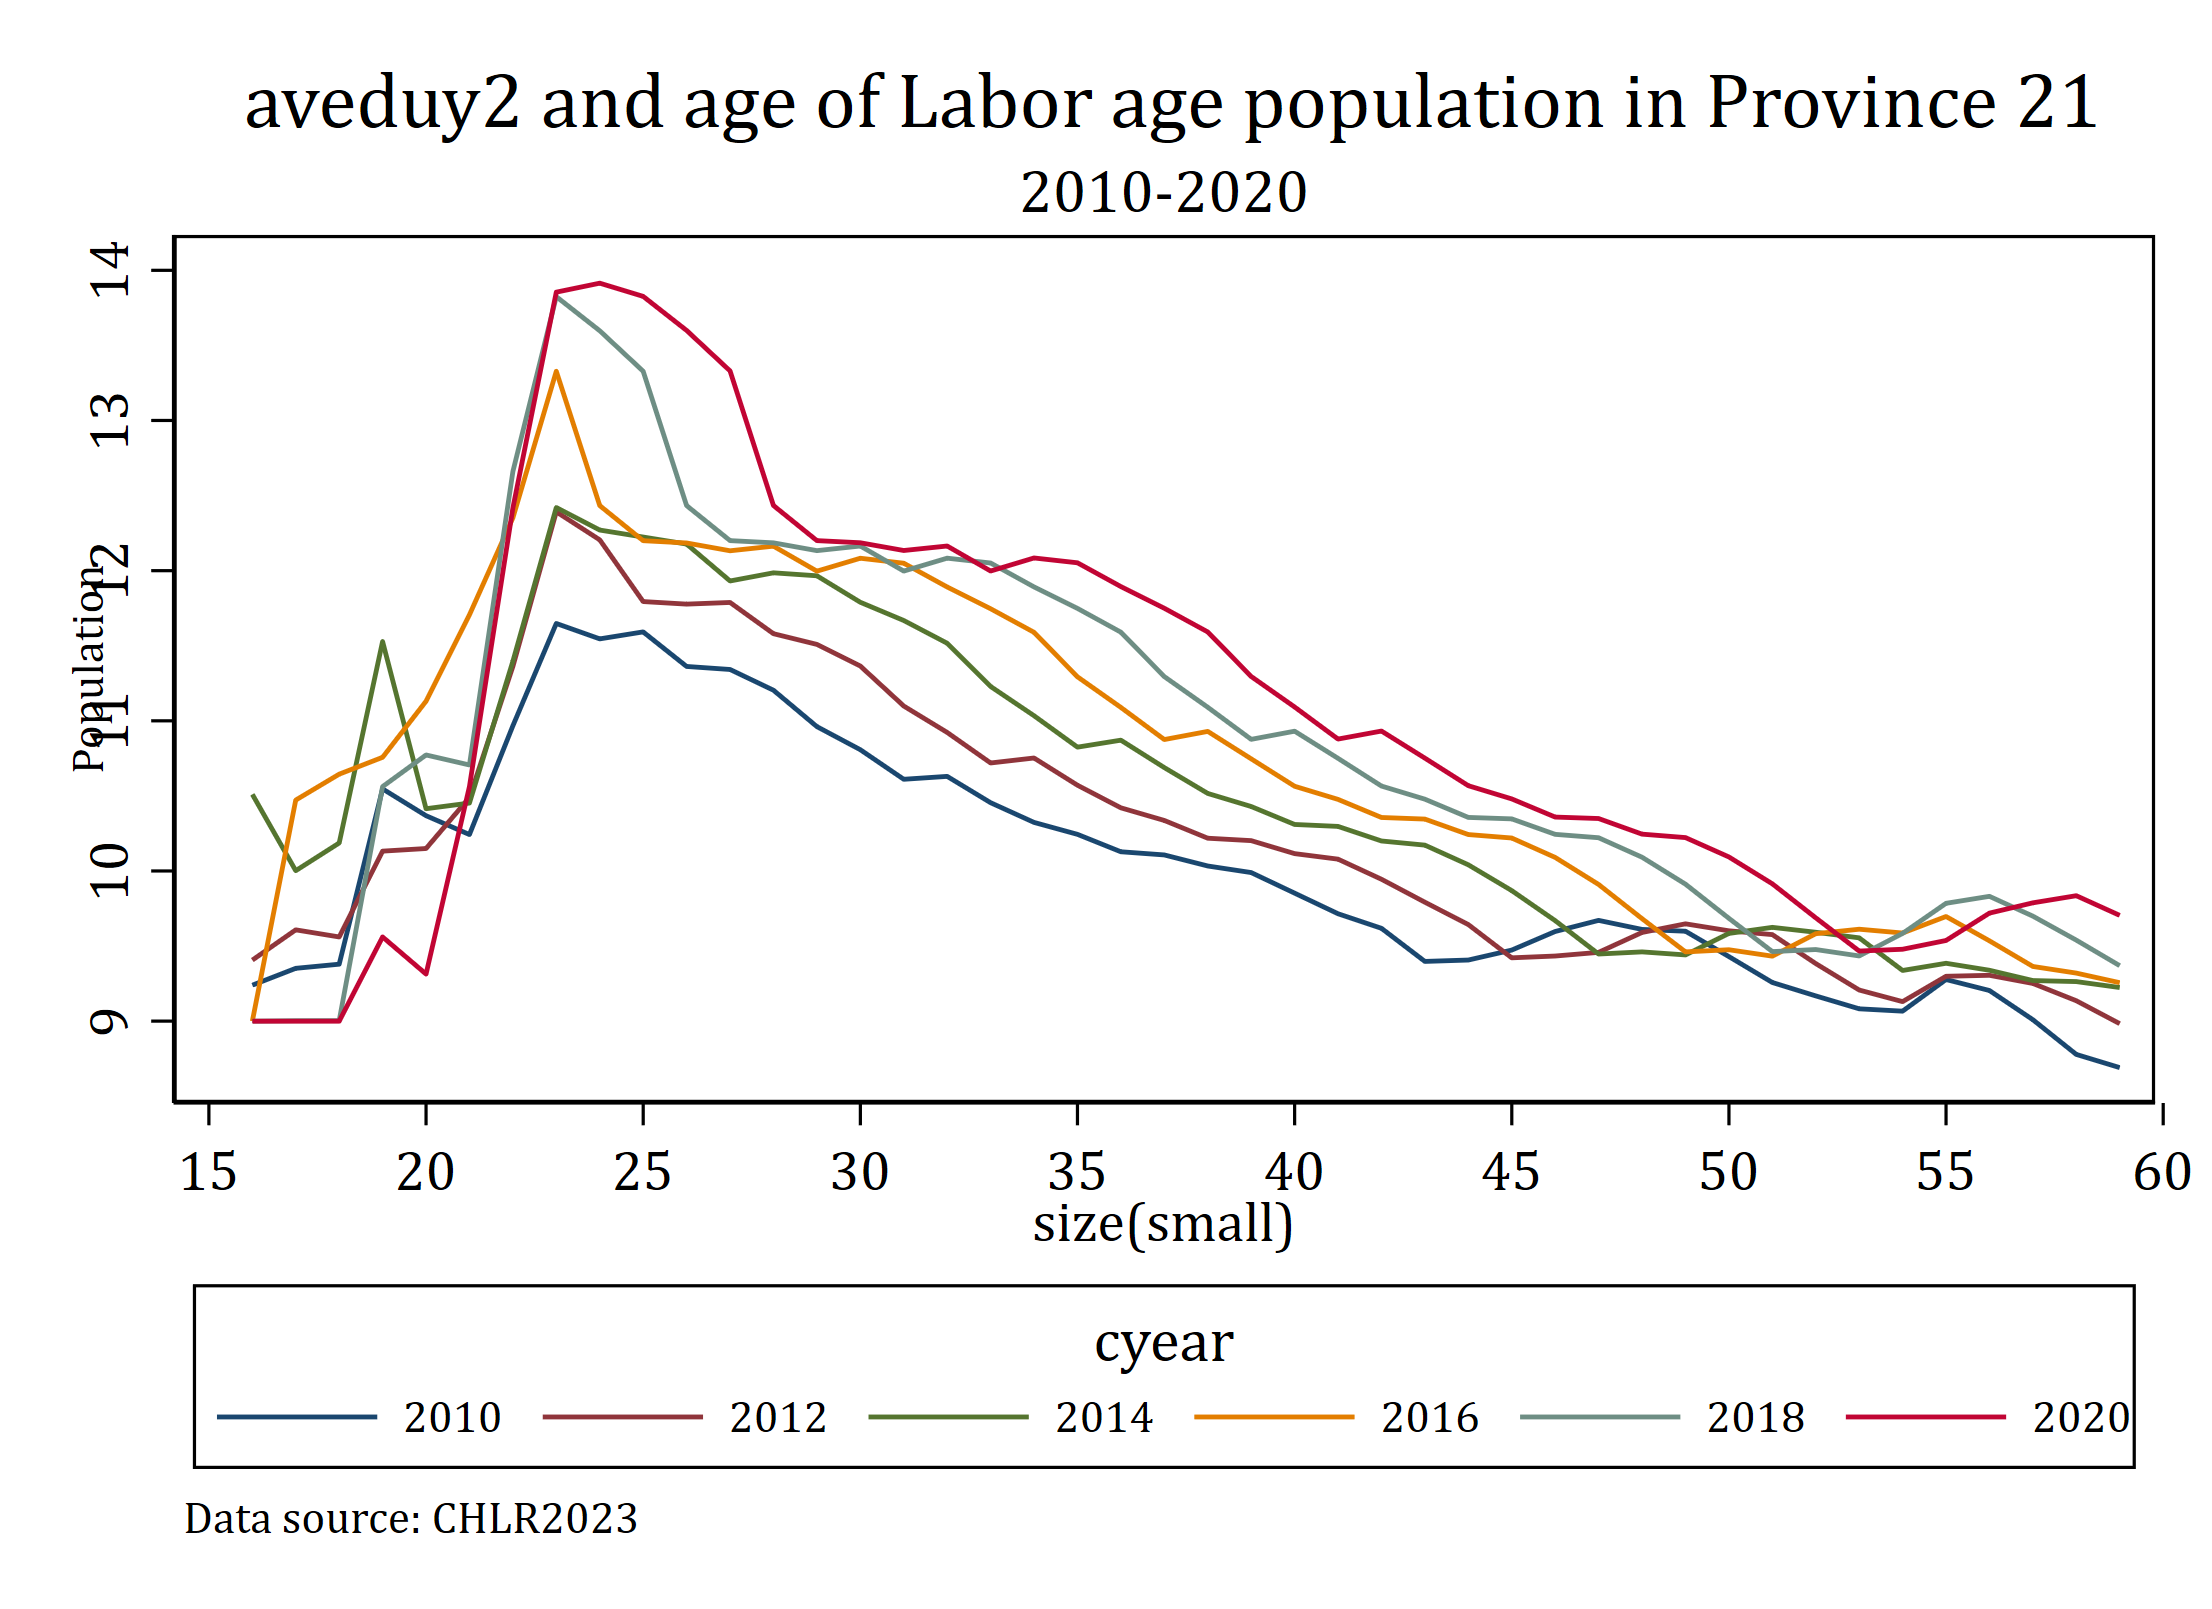 aveduy2 and age of Labor age population in Province 21
2010-2020
Population
14
13
12
11
10
9
15 20 25 30 35 40 45 50 55 60
size(small)
cyear
2010 2012 2014 2016 2018 2020
Data source: CHLR2023